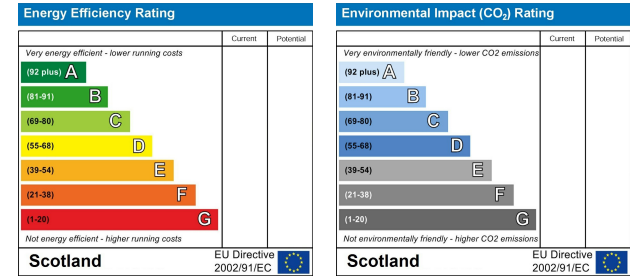 Energy Efficiency Rating
Current Potential
Very energy efficient - lower running costs
(92 plus) A
(81-91) B
(69-80) C
(55-68) D
(39-54) E
(21-38) F
(1-20) G
Not energy efficient - higher running costs
Scotland
EU Directive
2002/91/EC
Environmental Impact (CO₂) Rating
Current Potential
Very environmentally friendly - lower CO2 emissions
(92 plus) A
(81-91) B
(69-80) C
(55-68) D
(39-54) E
(21-38) F
(1-20) G
Not environmentally friendly - higher CO2 emissions
Scotland
EU Directive
2002/91/EC